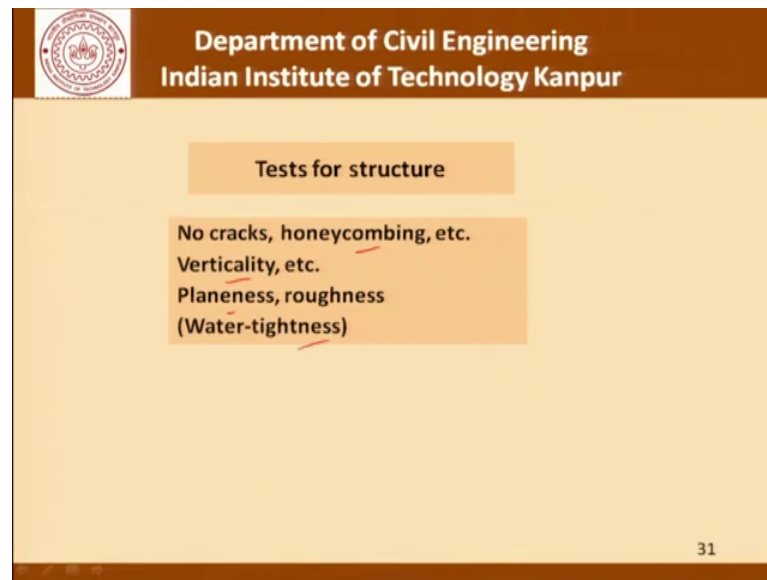 Department of Civil Engineering
Indian Institute of Technology Kanpur
Tests for structure
No cracks, honeycombing, etc.
Verticality, etc.
Planeness, roughness
(Water-tightness)
31